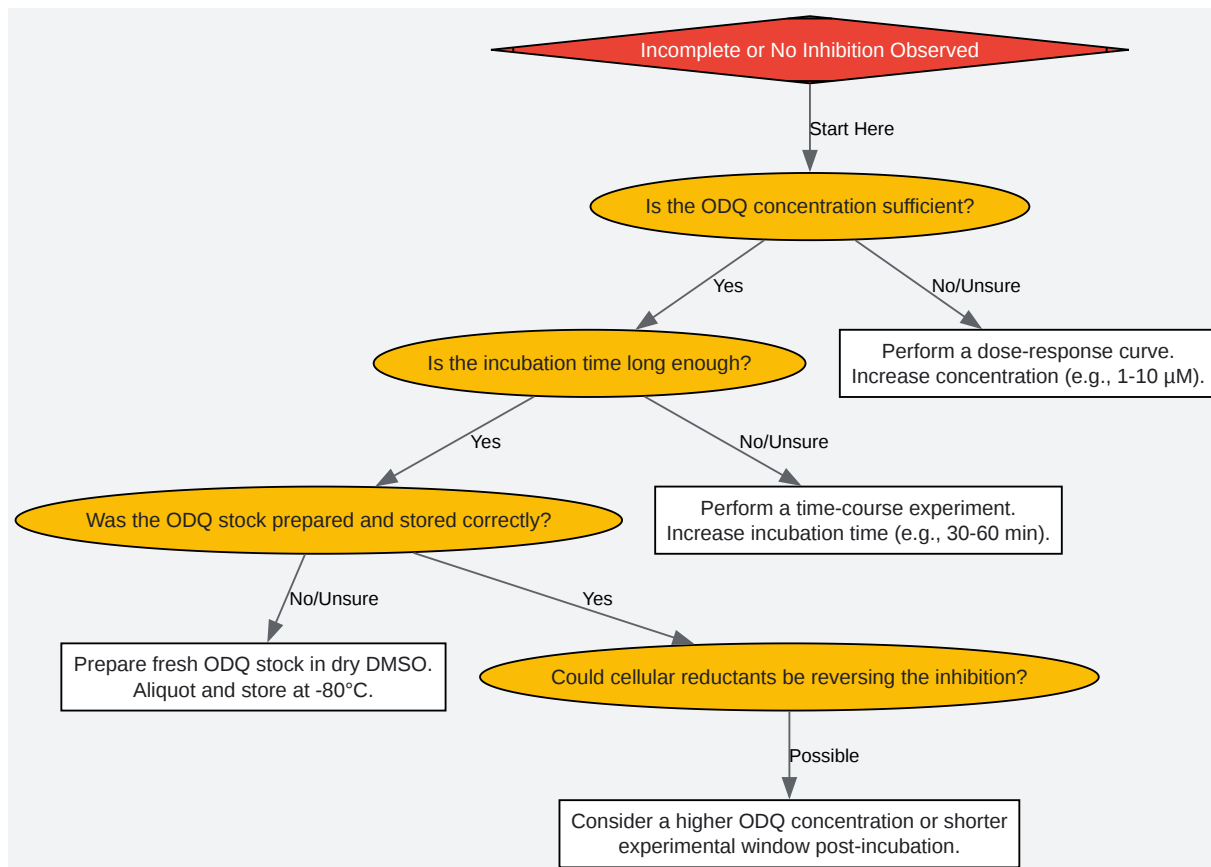 Incomplete or No Inhibition Observed
Start Here
Is the ODQ concentration sufficient?
Yes
No/Unsure
Is the incubation time long enough?
Perform a dose-response curve.
Increase concentration (e.g., 1-10 µM).
Yes
No/Unsure
Was the ODQ stock prepared and stored correctly?
Perform a time-course experiment.
Increase incubation time (e.g., 30-60 min).
No/Unsure
Yes
Prepare fresh ODQ stock in dry DMSO.
Aliquot and store at -80°C.
Could cellular reductants be reversing the inhibition?
Possible
Consider a higher ODQ concentration or shorter
experimental window post-incubation.